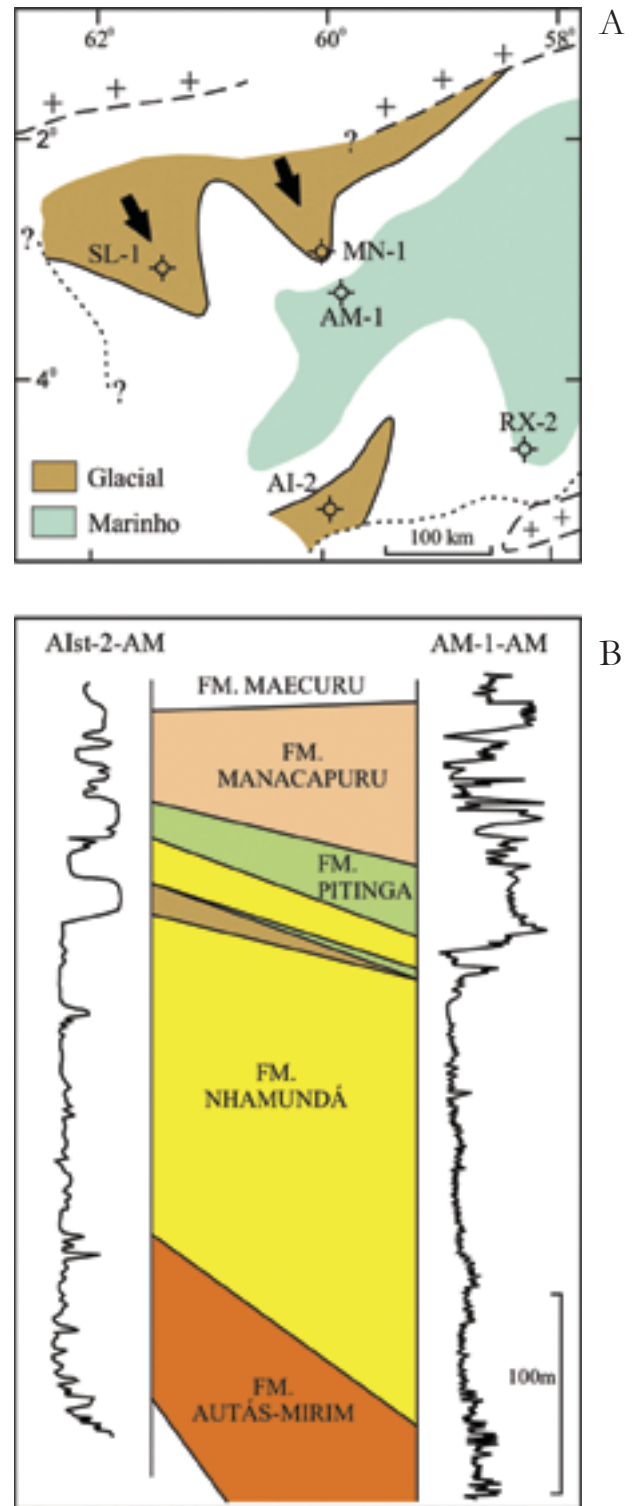 A
62° 60° 58°
+ + + + + +
?
2°
?
SL-1
MN-1
AM-1
4°
?
RX-2
AI-2
Glacial
Marinho
+ +
100 km
B
AIst-2-AM
AM-1-AM
FM. MAECURU
FM.
MANACAPURU
FM.
PITINGA
FM.
NHAMUNDÁ
100m
FM.
AUTÁS-MIRIM